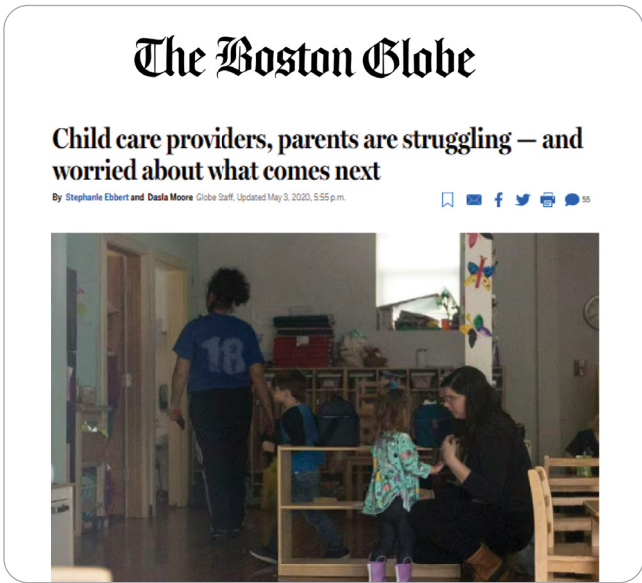 The Boston Globe
Child care providers, parents are struggling — and
worried about what comes next
By Stephanie Ebbert and Dasia Moore Globe Staff, Updated May 3, 2020, 5:55 p.m.
55
18